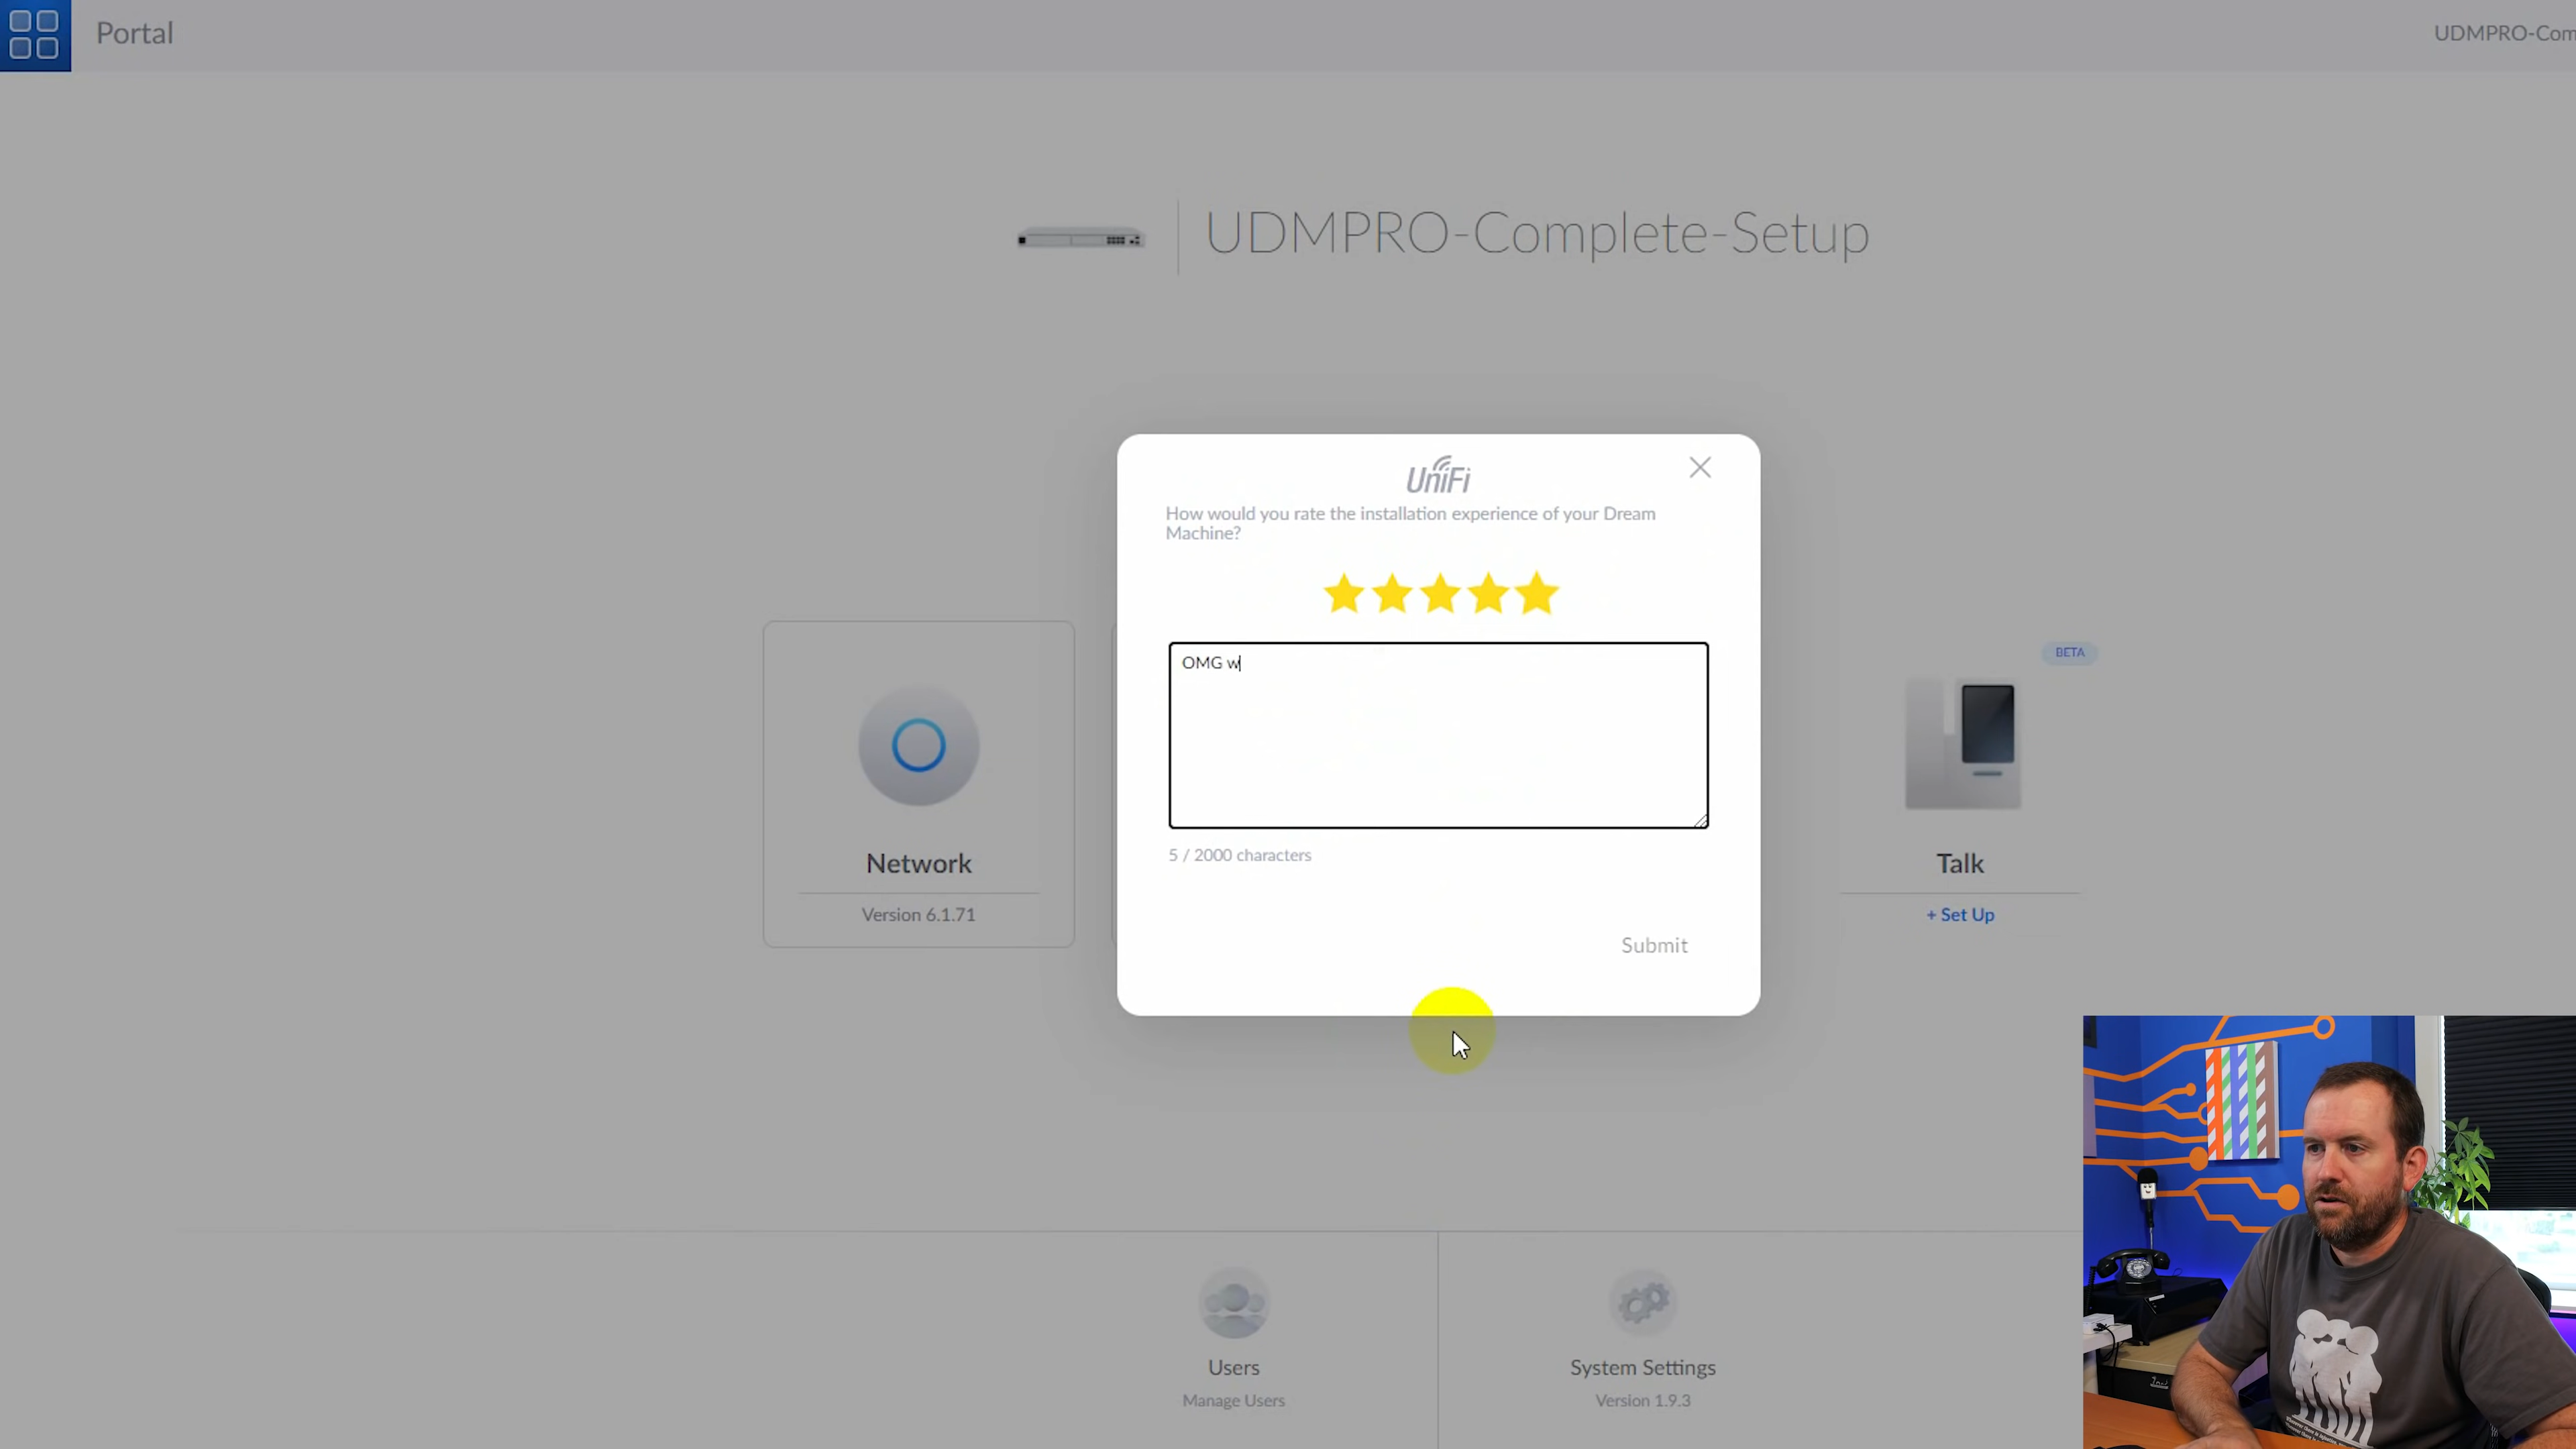 Portal
UDMPRO-Com
UDMPRO-Complete-Setup
UniFi
How would you rate the installation experience of your Dream
Machine?
OMG w
5 / 2000 characters
Submit
BETA
Network
Version 6.1.71
Talk
+ Set Up
Users
Manage Users
System Settings
Version 1.9.3